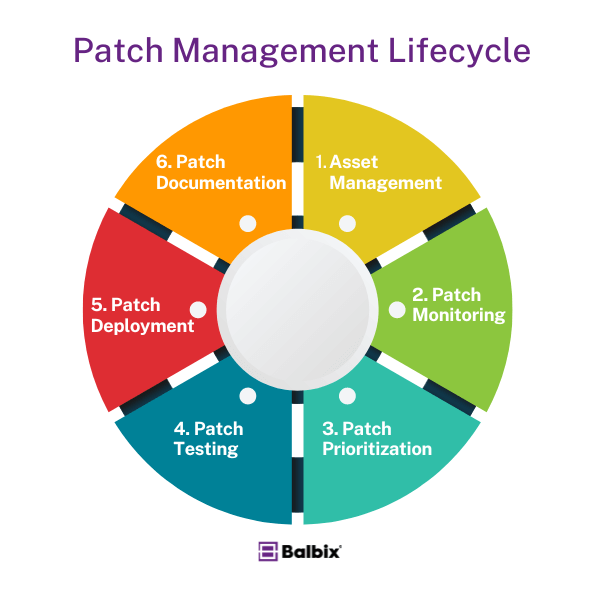 Patch Management Lifecycle
1. Asset
Management
2. Patch
Monitoring
3. Patch
Prioritization
4. Patch
Testing
5. Patch
Deployment
6. Patch
Documentation
Balbix